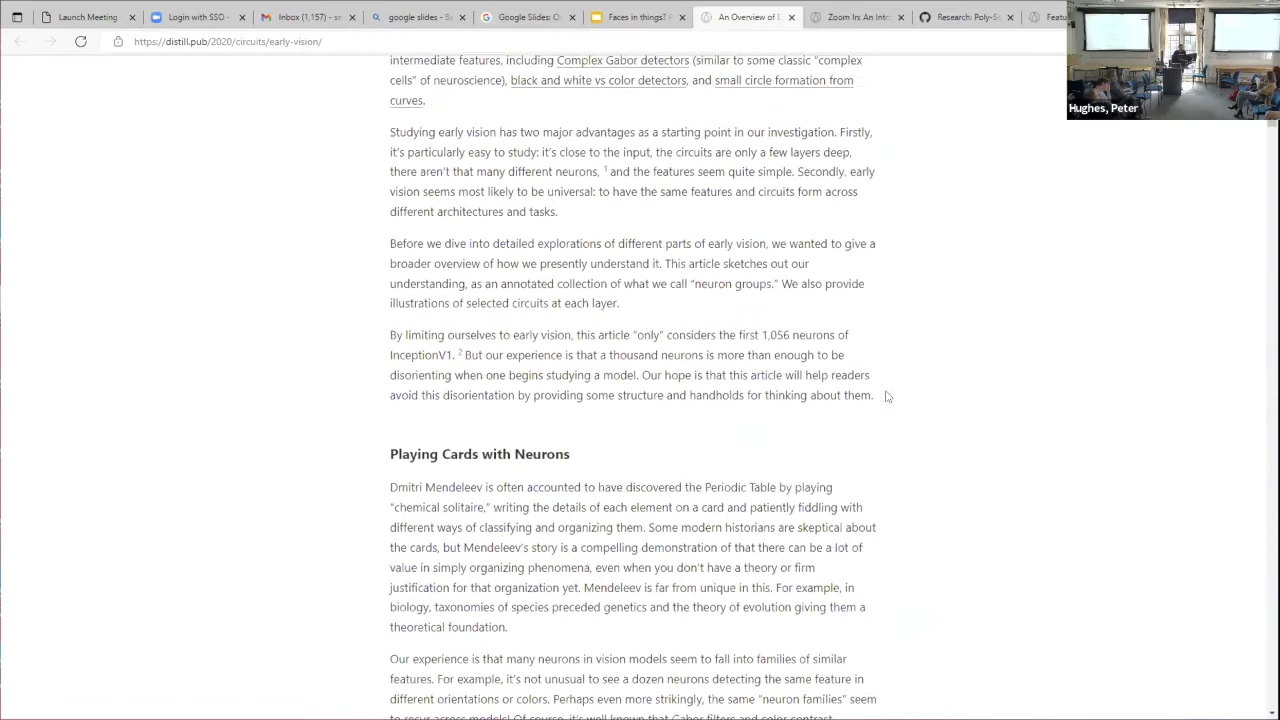 Launch Meeting
Login with SSO -
Inbox (1,157) - se
Google-slides - S
Google Slides: O
Faces in things?.P
An Overview of E
Zoom In: An Intro
Research: Poly-S
Featu
https://distill.pub/2020/circuits/early-vision/
Hughes, Peter
including Complex Gabor detectors (similar to some classic “complex
cells” of neuroscience), black and white vs color detectors, and small circle formation from
curves.
Studying early vision has two major advantages as a starting point in our investigation. Firstly,
it’s particularly easy to study: it’s close to the input, the circuits are only a few layers deep,
there aren’t that many different neurons, 1 and the features seem quite simple. Secondly, early
vision seems most likely to be universal: to have the same features and circuits form across
different architectures and tasks.
Before we dive into detailed explorations of different parts of early vision, we wanted to give a
broader overview of how we presently understand it. This article sketches out our
understanding, as an annotated collection of what we call “neuron groups.” We also provide
illustrations of selected circuits at each layer.
By limiting ourselves to early vision, this article “only” considers the first 1,056 neurons of
InceptionV1. 2 But our experience is that a thousand neurons is more than enough to be
disorienting when one begins studying a model. Our hope is that this article will help readers
avoid this disorientation by providing some structure and handholds for thinking about them.
Playing Cards with Neurons
Dmitri Mendeleev is often accounted to have discovered the Periodic Table by playing
“chemical solitaire,” writing the details of each element on a card and patiently fiddling with
different ways of classifying and organizing them. Some modern historians are skeptical about
the cards, but Mendeleev’s story is a compelling demonstration of that there can be a lot of
value in simply organizing phenomena, even when you don’t have a theory or firm
justification for that organization yet. Mendeleev is far from unique in this. For example, in
biology, taxonomies of species preceded genetics and the theory of evolution giving them a
theoretical foundation.
Our experience is that many neurons in vision models seem to fall into families of similar
features. For example, it’s not unusual to see a dozen neurons detecting the same feature in
different orientations or colors. Perhaps even more strikingly, the same “neuron families” seem
to recur across models! Of course, it’s well known that Gabor filters and color contrast